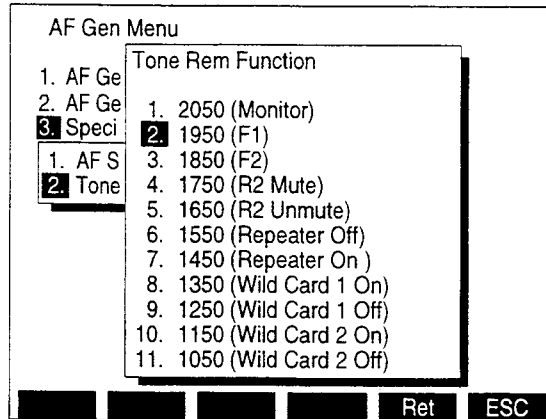 AF Gen Menu
1. AF Ge
2. AF Ge
3. Speci
1. AF S
2. Tone
Tone Rem Function
1. 2050 (Monitor)
2. 1950 (F1)
3. 1850 (F2)
4. 1750 (R2 Mute)
5. 1650 (R2 Unmute)
6. 1550 (Repeater Off)
7. 1450 (Repeater On )
8. 1350 (Wild Card 1 On)
9. 1250 (Wild Card 1 Off)
10. 1150 (Wild Card 2 On)
11. 1050 (Wild Card 2 Off)
Ret ESC